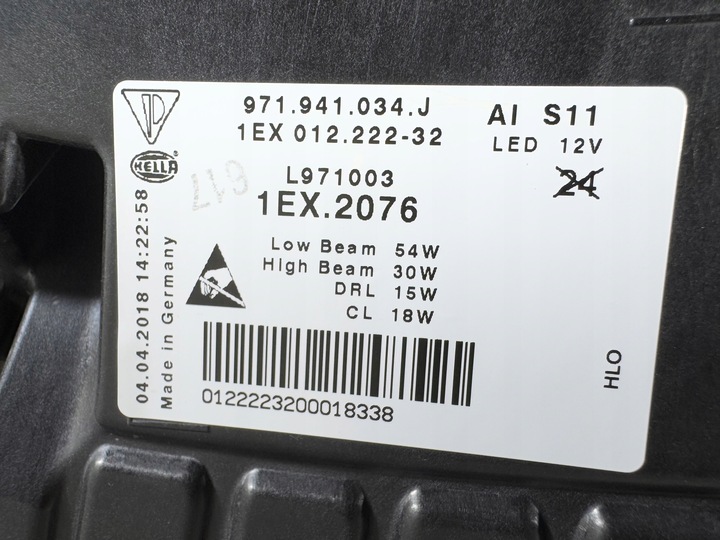 971.941.034.J
1EX 012.222-32
AI S11
LED 12V
24
HELLA
L971003
1EX.2076
617
Low Beam 54W
High Beam 30W
DRL 15W
CL 18W
04.04.2018 14:22:58
Made in Germany
0122223200018338
HLO